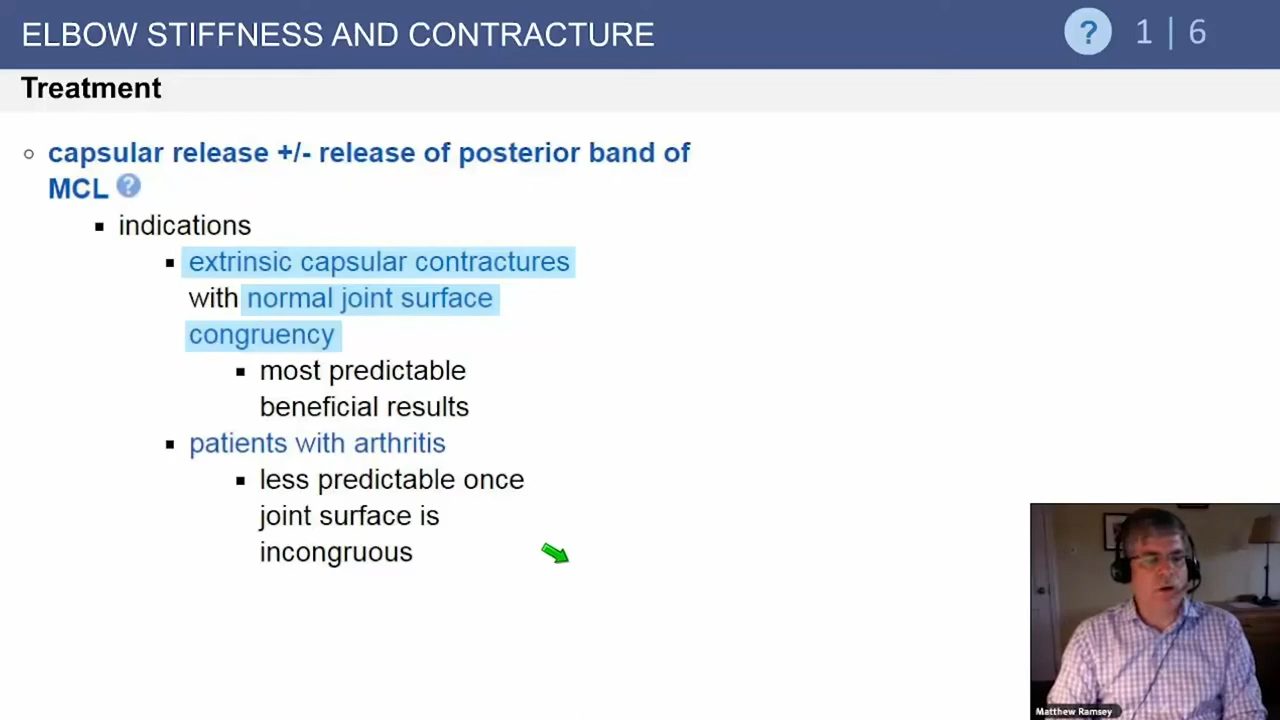 ELBOW STIFFNESS AND CONTRACTURE
? 1 | 6
Treatment
capsular release +/- release of posterior band of
MCL ?
indications
extrinsic capsular contractures
with normal joint surface
congruency
most predictable
beneficial results
patients with arthritis
less predictable once
joint surface is
incongruous
Matthew Ramsey